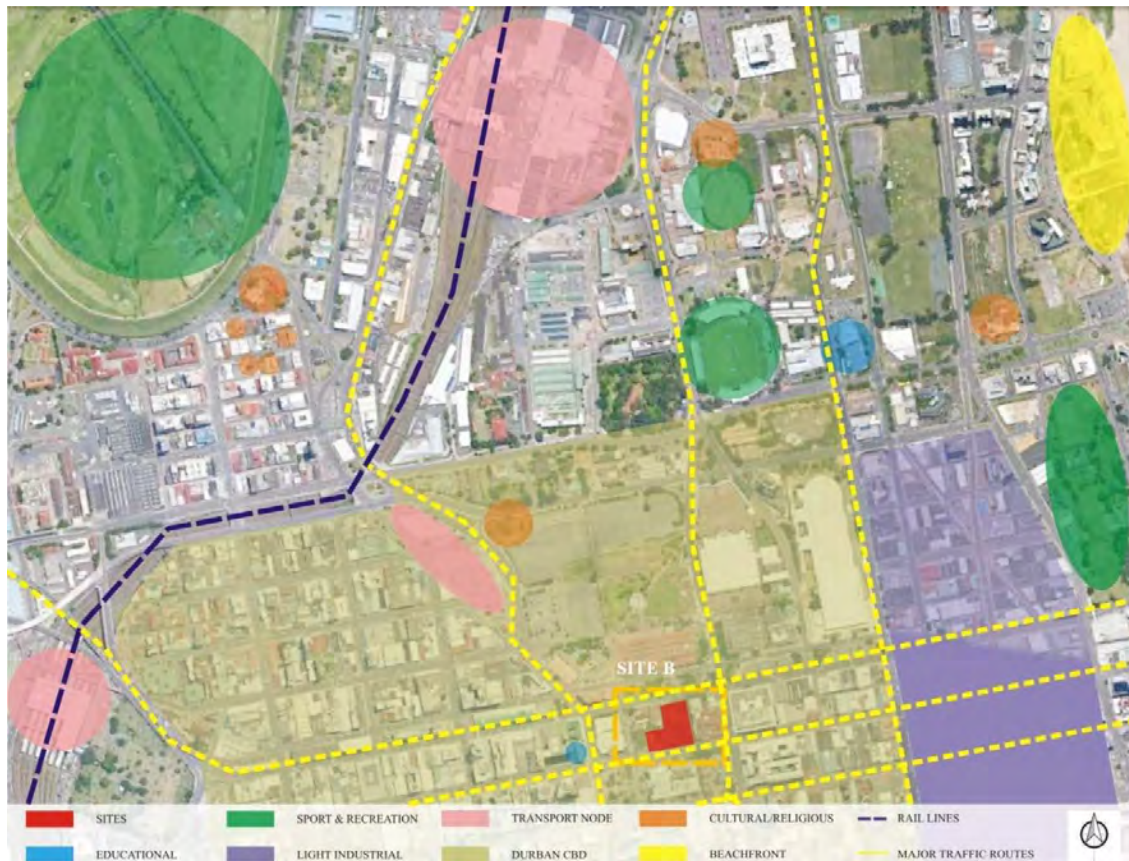 SITE B
SITES
SPORT & RECREATION
TRANSPORT NODE
CULTURAL/RELIGIOUS
RAIL LINES
EDUCATIONAL
LIGHT INDUSTRIAL
DURBAN CBD
BEACHFRONT
MAJOR TRAFFIC ROUTES